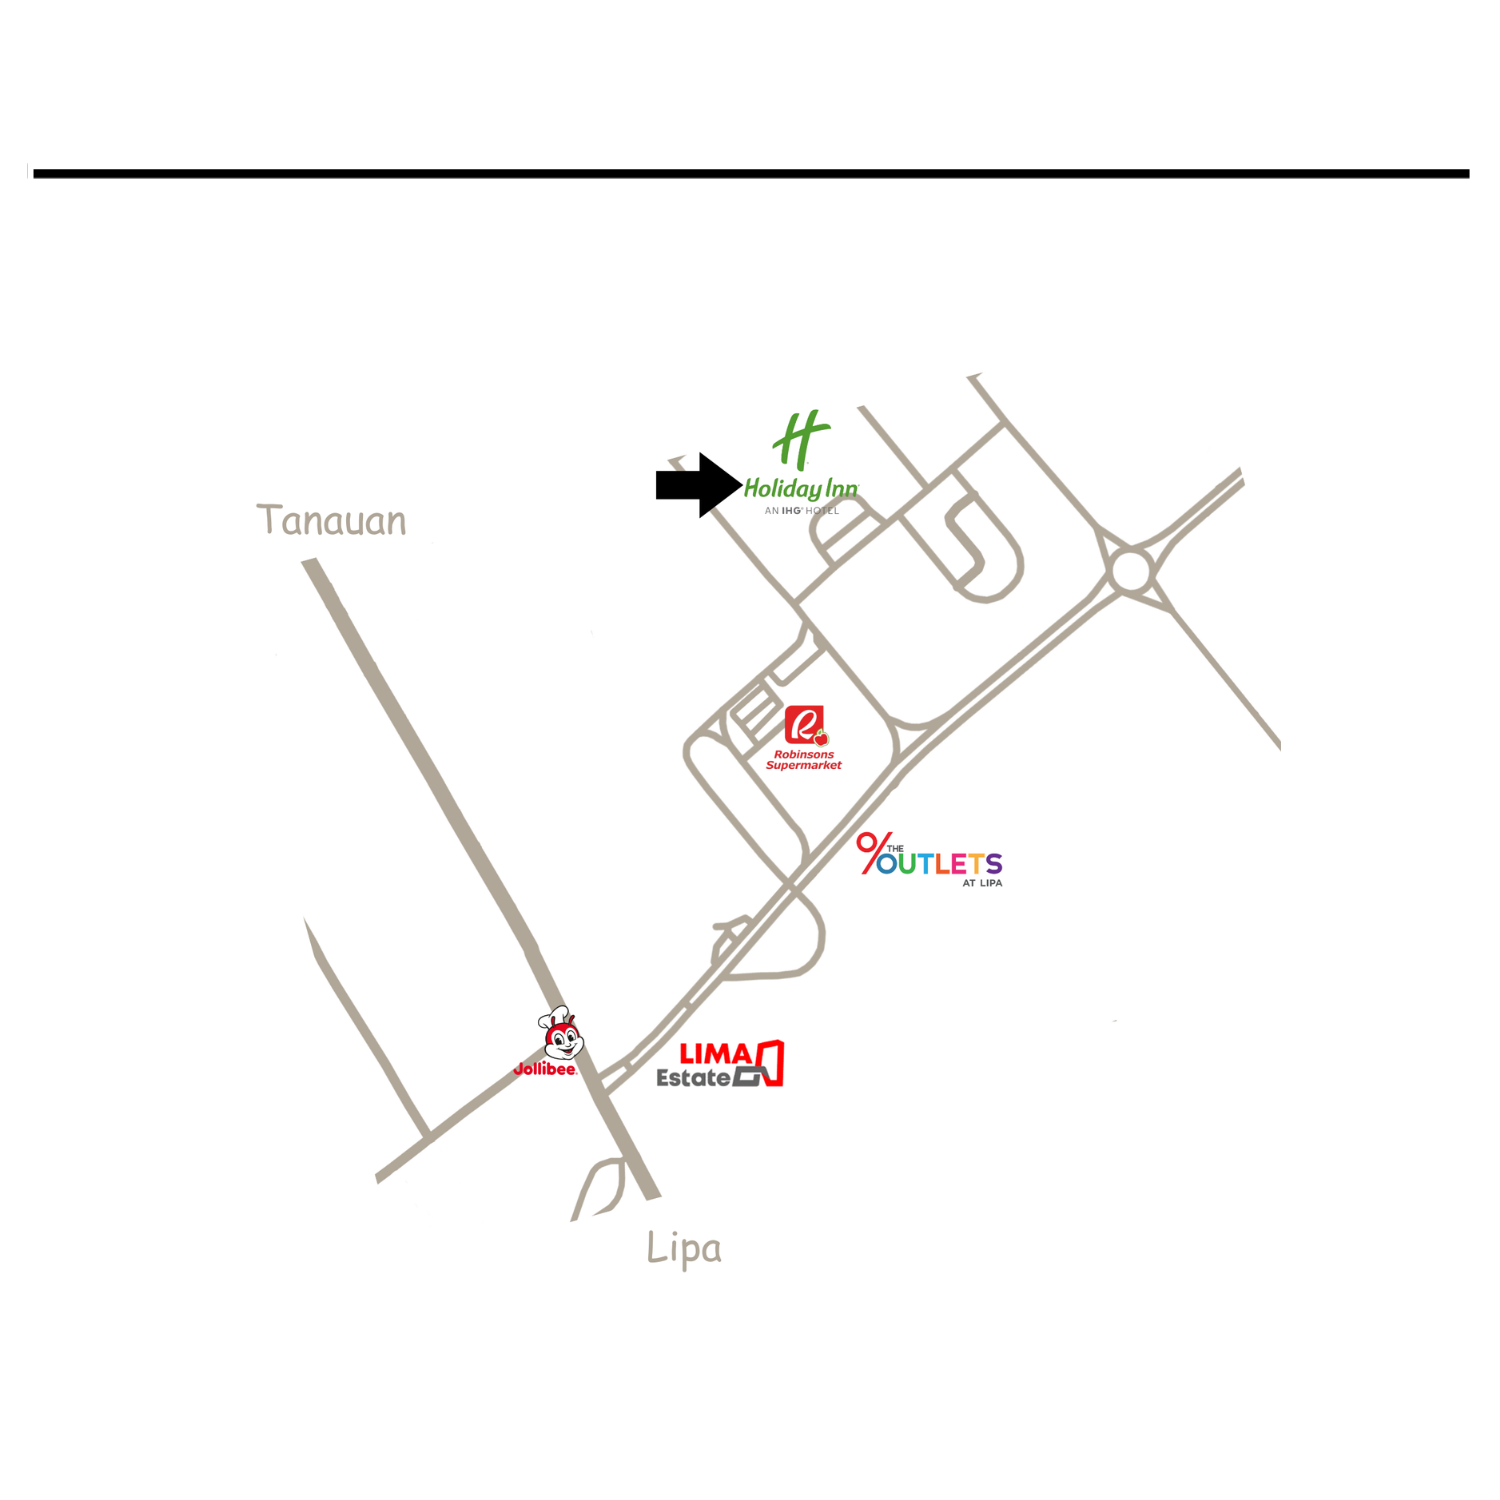 Holiday Inn
AN IHG® HOTEL
Tanauan
R
Robinsons
Supermarket
% THE
OUTLETS
AT LIPA
Jollibee
LIMA
Estate
Lipa